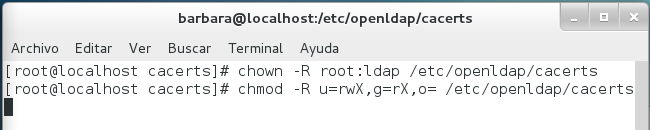 barbara@localhost:/etc/openldap/cacerts
Archivo Editar Ver Buscar Terminal Ayuda
[root@localhost cacerts]# chown -R root:ldap /etc/openldap/cacerts
[root@localhost cacerts]# chmod -R u=rwX,g=rX,o= /etc/openldap/cacerts